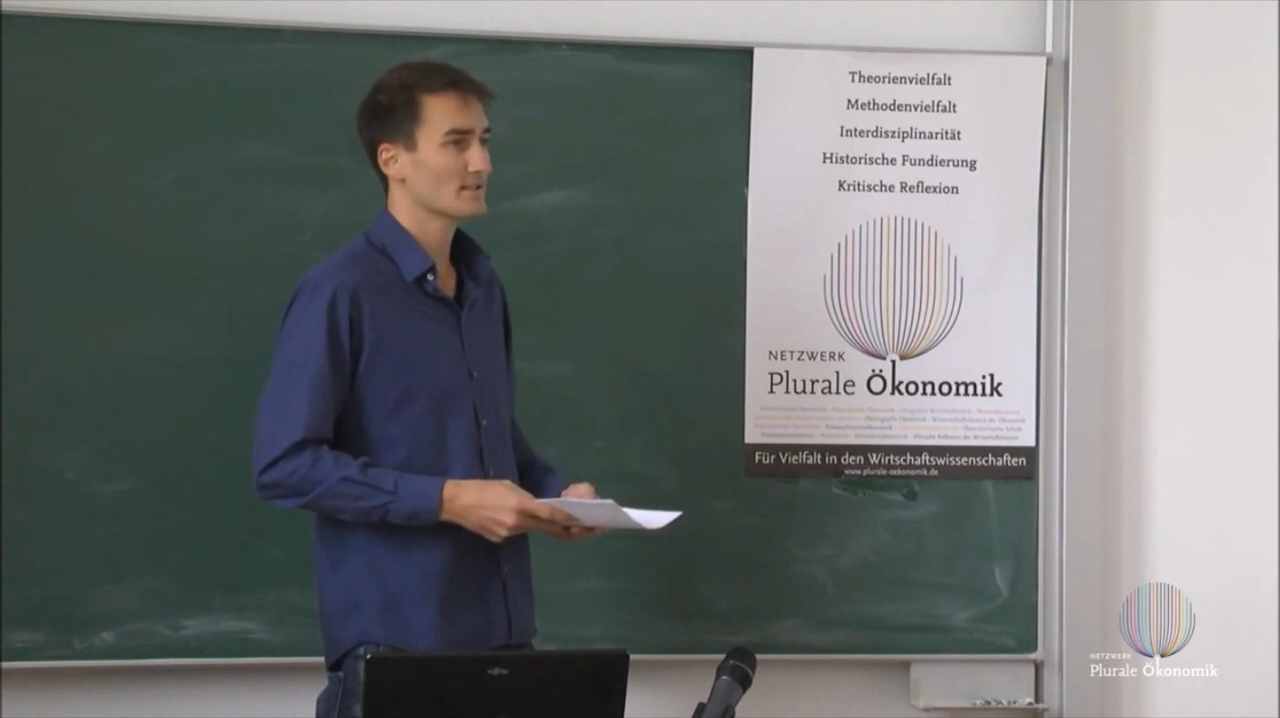 Theorienvielfalt
Methodenvielfalt
Interdisziplinarität
Historische Fundierung
Kritische Reflexion
NETZWERK
Plurale Ökonomik
Für Vielfalt in den Wirtschaftswissenschaften
www.plurale-oekonomik.de
FUJITSU
NETZWERK
Plurale Ökonomik